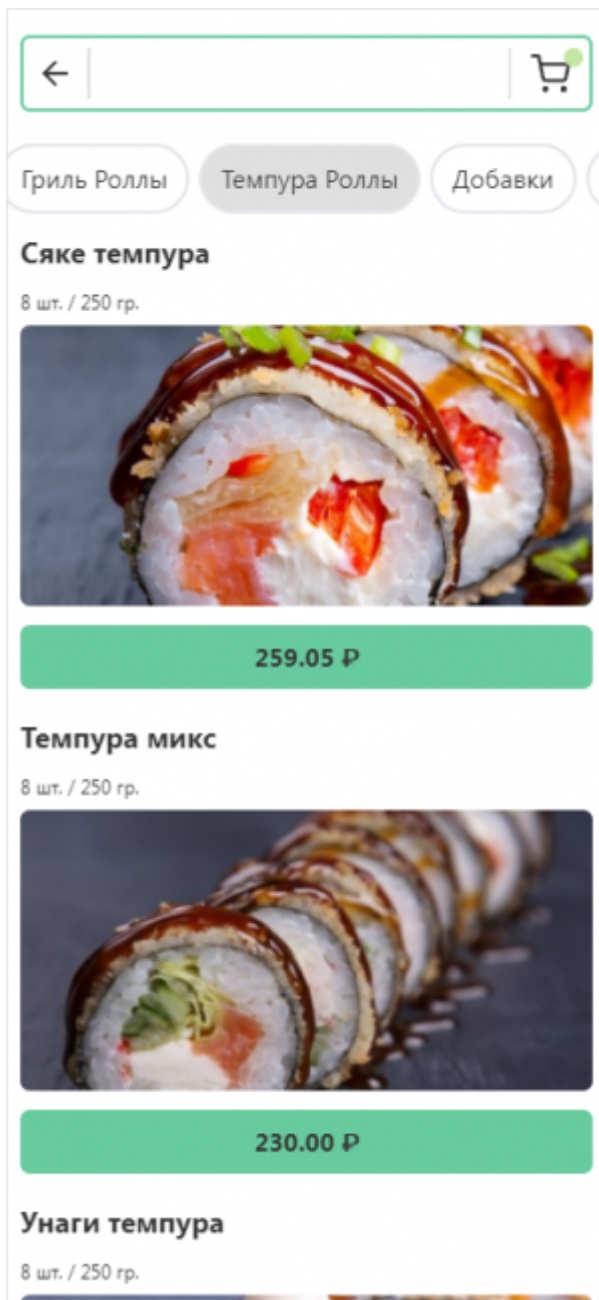 Гриль Роллы Темпура Роллы Добавки
Сяке темпура
8 шт. / 250 гр.
259.05 ₽
Темпура микс
8 шт. / 250 гр.
230.00 ₽
Унаги темпура
8 шт. / 250 гр.